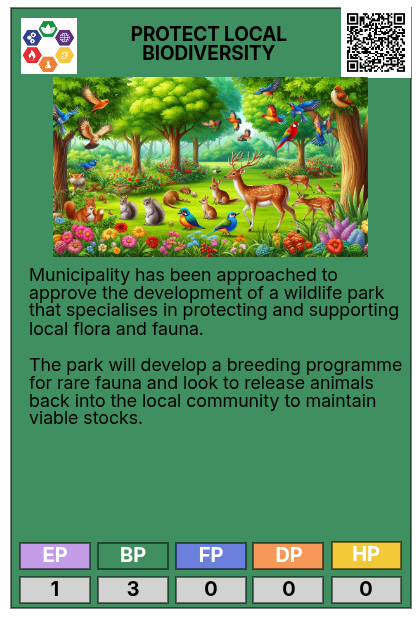 PROTECT LOCAL
BIODIVERSITY
Municipality has been approached to
approve the development of a wildlife park
that specialises in protecting and supporting
local flora and fauna.
The park will develop a breeding programme
for rare fauna and look to release animals
back into the local community to maintain
viable stocks.
EP BP FP DP HP
1 3 0 0 0